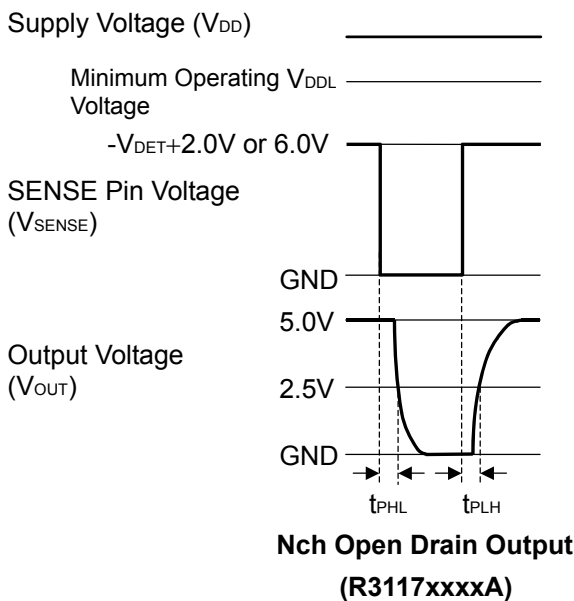 Supply Voltage (VDD)
Minimum Operating VDDL
Voltage
-VDET+2.0V or 6.0V
SENSE Pin Voltage
(VSENSE)
GND
5.0V
Output Voltage
(VOUT)
2.5V
GND
tPHL tPLH
Nch Open Drain Output
(R3117xxxxA)